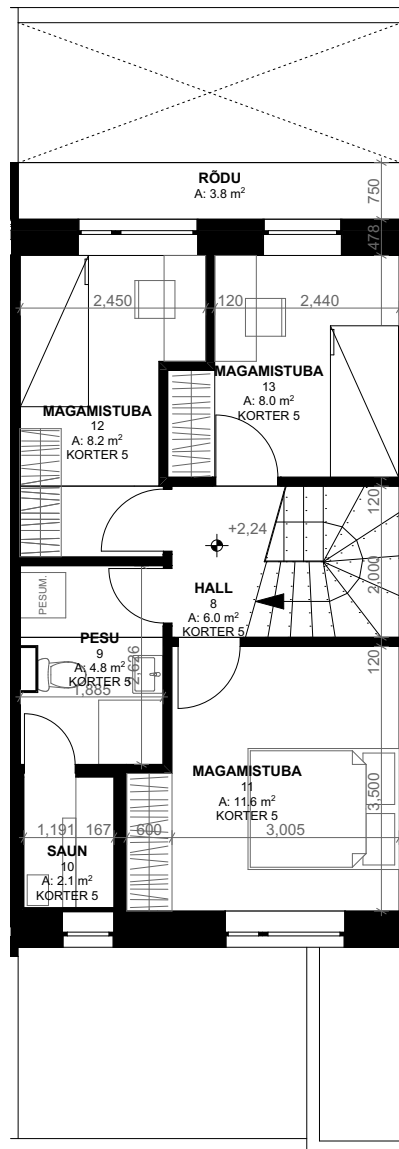 RÕDU
A: 3.8 m²
750
478
2,450
120
2,440
MAGAMISTUBA
13
A: 8.0 m²
KORTER 5
MAGAMISTUBA
12
A: 8.2 m²
KORTER 5
120
+2,24
2,000
HALL
8
A: 6.0 m²
KORTER 5
PESUM.
PESU
9
A: 4.8 m²
KORTER 5
1,885
2,626
120
MAGAMISTUBA
11
A: 11.6 m²
KORTER 5
3,500
1,191
167
600
3,005
SAUN
10
A: 2.1 m²
KORTER 5